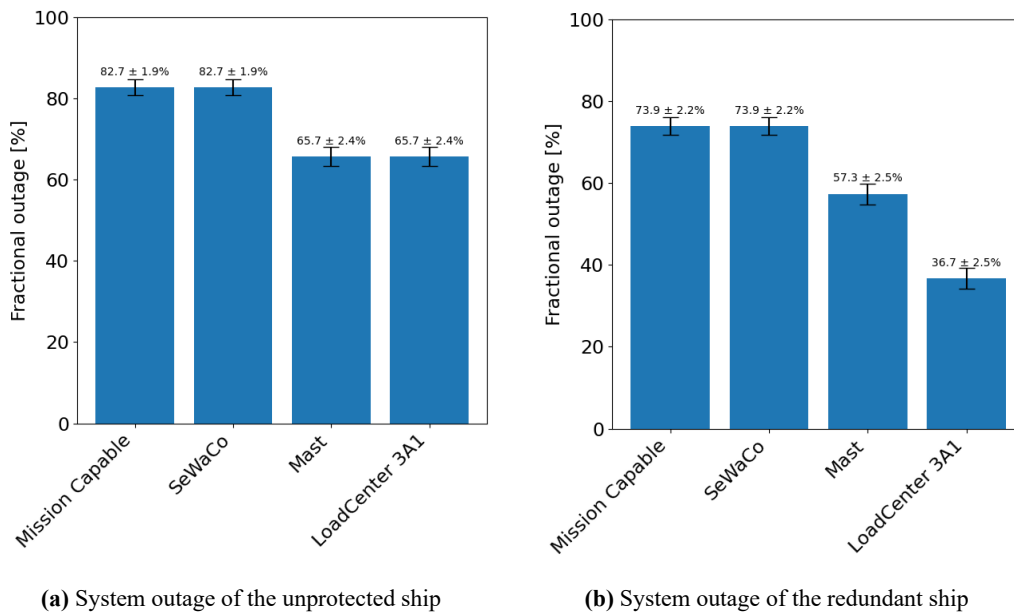 100
80
60
40
20
0
Fractional outage [%]
82.7 ± 1.9%
82.7 ± 1.9%
65.7 ± 2.4%
65.7 ± 2.4%
Mission Capable
SeWaCo
Mast
LoadCenter 3A1
(a) System outage of the unprotected ship
100
80
60
40
20
0
Fractional outage [%]
73.9 ± 2.2%
73.9 ± 2.2%
57.3 ± 2.5%
36.7 ± 2.5%
Mission Capable
SeWaCo
Mast
LoadCenter 3A1
(b) System outage of the redundant ship